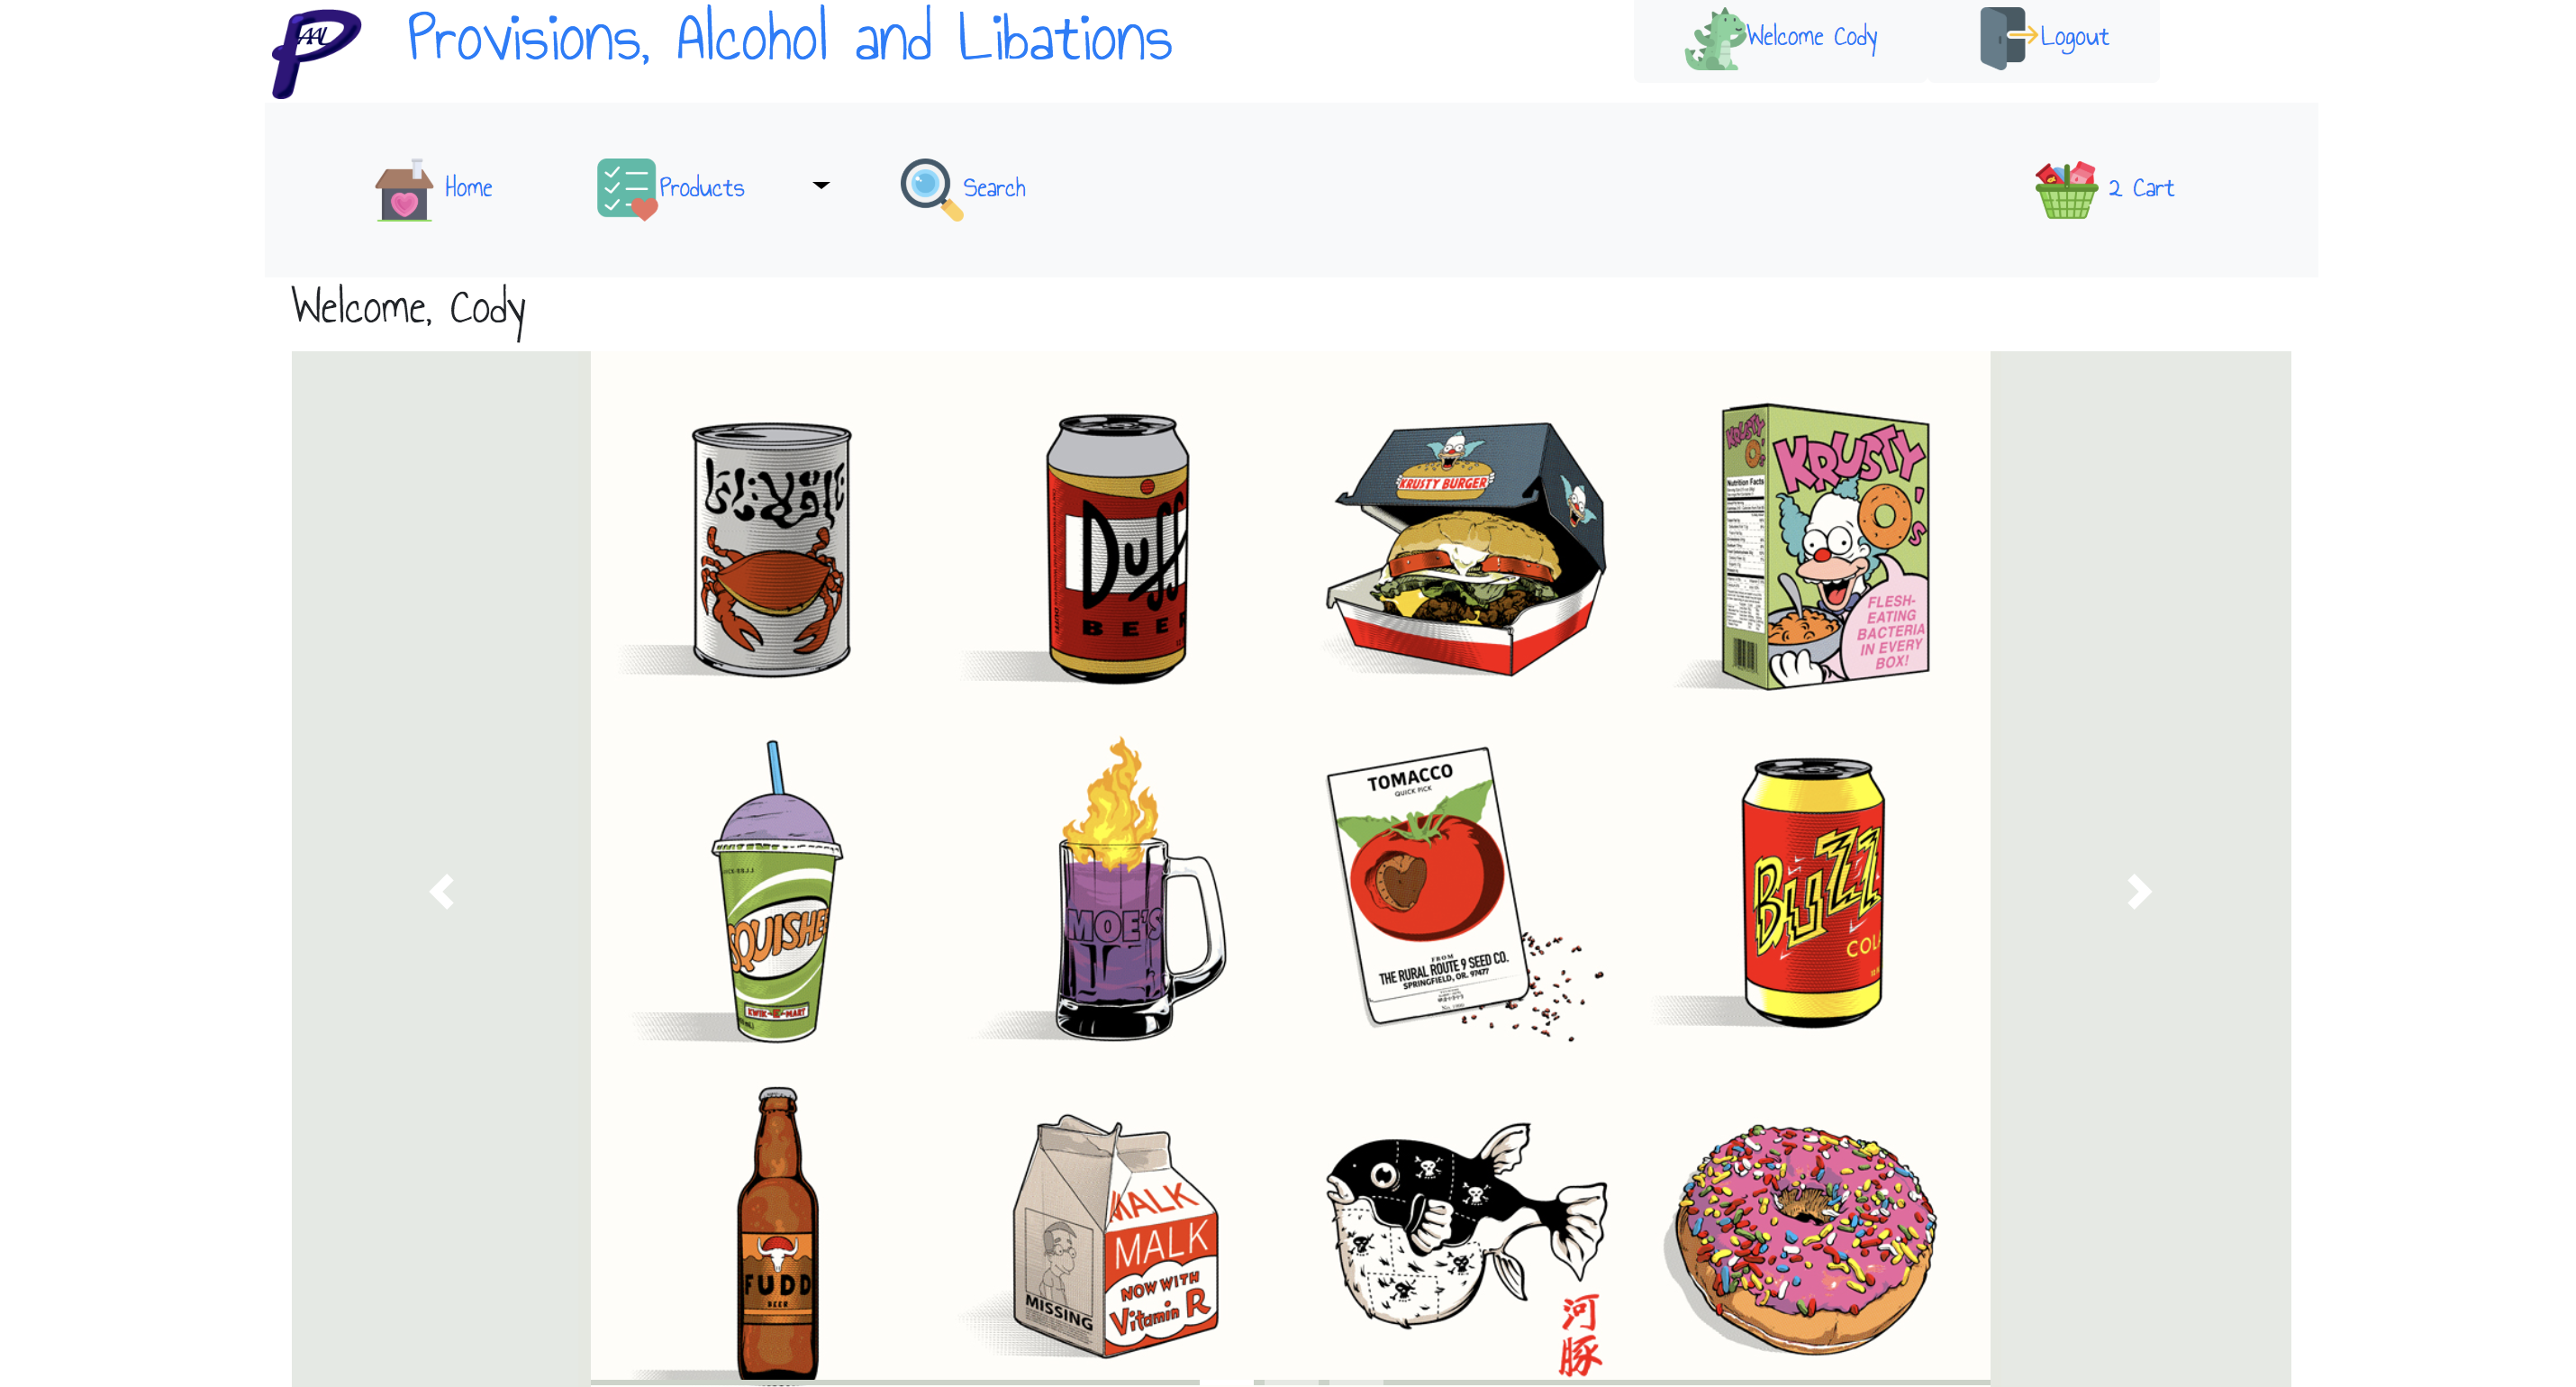 PAAL
Provisions, Alcohol and Libations
Welcome Cody
Logout
Home
Products
Search
2 Cart
Welcome, Cody
Duff
BEER
KRUSTY BURGER
KRUSTY
O's
Nutrition Facts
KRUSTY
O's
FLESH-
EATING
BACTERIA
IN EVERY
BOX!
SQUISHEE
KWIK-E-MART
MOE'S
TOMACCO
QUICK PICK
FROM
THE RURAL ROUTE 9 SEED CO.
SPRINGFIELD, OR. 97477
BUZZ
COLA
FUDD
BEER
MISSING
MALK
MALK
NOW WITH
Vitamin R
河
豚